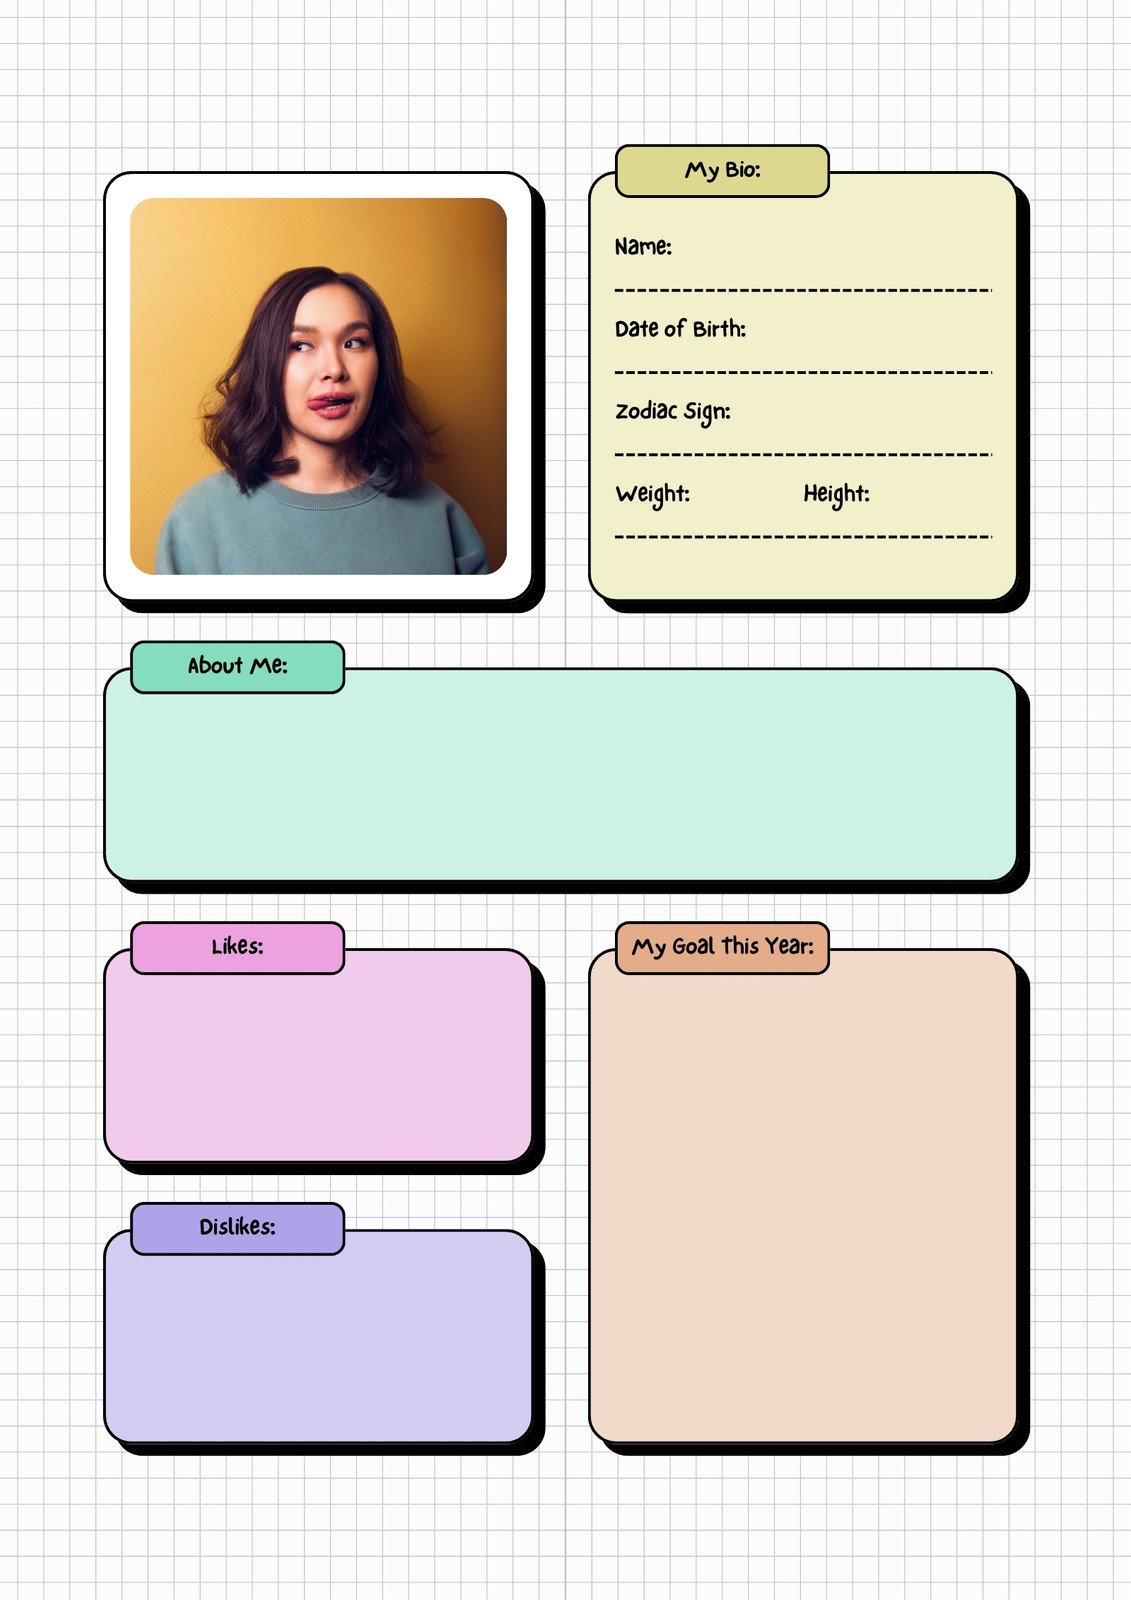 My Bio:
Name:
Date of Birth:
Zodiac Sign:
Weight: Height:
About Me:
Likes:
My Goal This Year:
Dislikes: